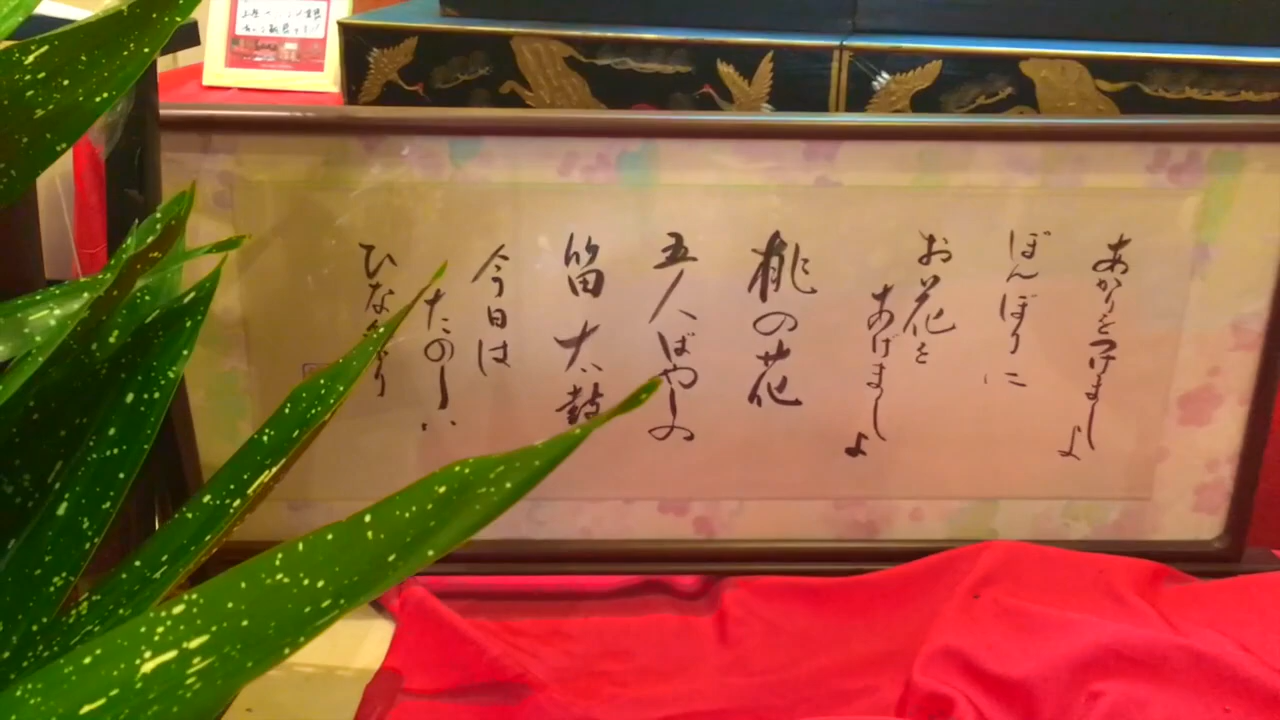 あかりをつけましょ
ぼんぼりに
お花を
あげましょ
桃の花
五人ばやしの
笛太鼓
今日は
たのしい
ひなまつり